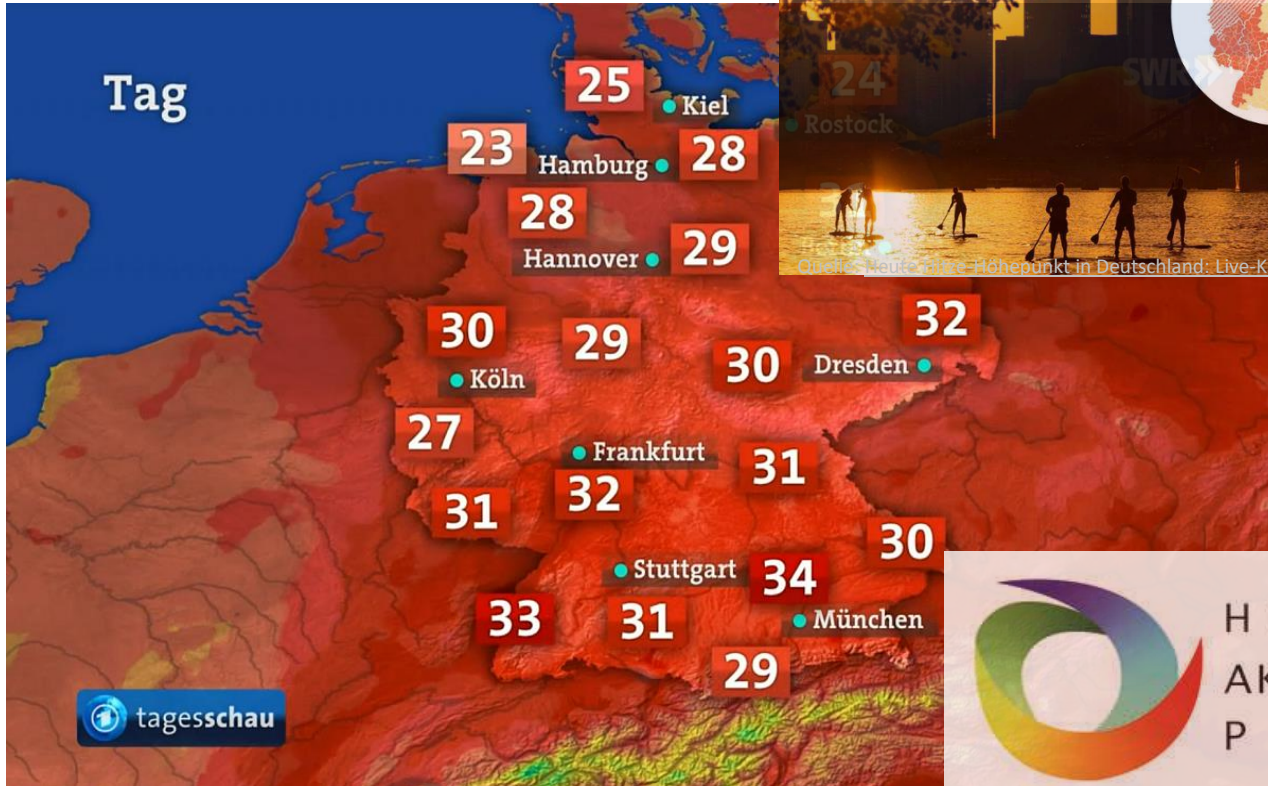 Tag
25
Kiel
23
Hamburg
28
28
Hannover
29
24
SWR
Rostock
Quelle: Heute Hitze-Höhepunkt in Deutschland: Live-K
30
29
Köln
30
Dresden
32
27
Frankfurt
32
31
31
30
Stuttgart
34
33
31
München
29
tagesschau
H
AK
P